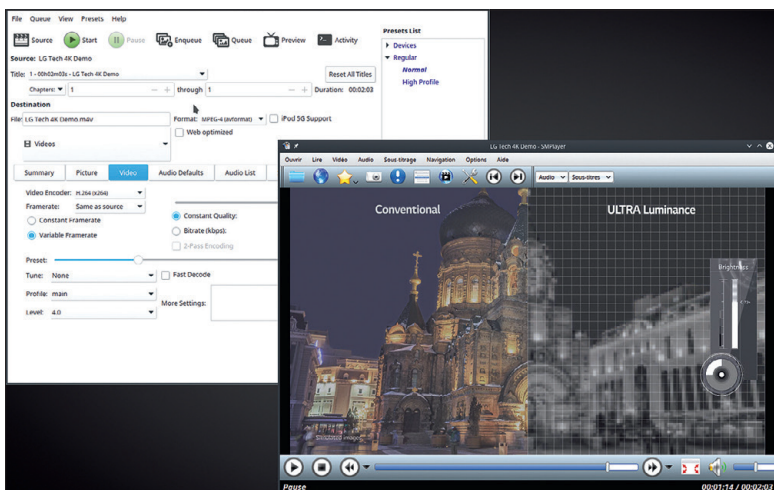 File Queue View Presets Help
Source Start Pause Enqueue Queue Preview Activity
Presets List
Devices
Regular
Normal
High Profile
Source: LG Tech 4K Demo
Title: 1 - 00h02m03s - LG Tech 4K Demo
Reset All Titles
Chapters: 1 through 1 Duration: 00:02:03
Destination
File: LG Tech 4K Demo.m4v
Format: MPEG-4 (avformat) iPod 5G Support
Web optimized
Videos
Summary Picture Video Audio Defaults Audio List
Video Encoder: H.264 (x264)
Framerate: Same as source
Constant Framerate
Variable Framerate
Constant Quality:
Bitrate (kbps):
2-Pass Encoding
Preset:
Tune: None
Fast Decode
Profile: main
More Settings:
Level: 4.0
LG Tech 4K Demo - SMPlayer
Ouvrir Lire Vidéo Audio Sous-titrage Navigation Options Aide
Audio Sous-titres
Conventional
ULTRA Luminance
Brightness
Pause
00:01:14 / 00:02:03